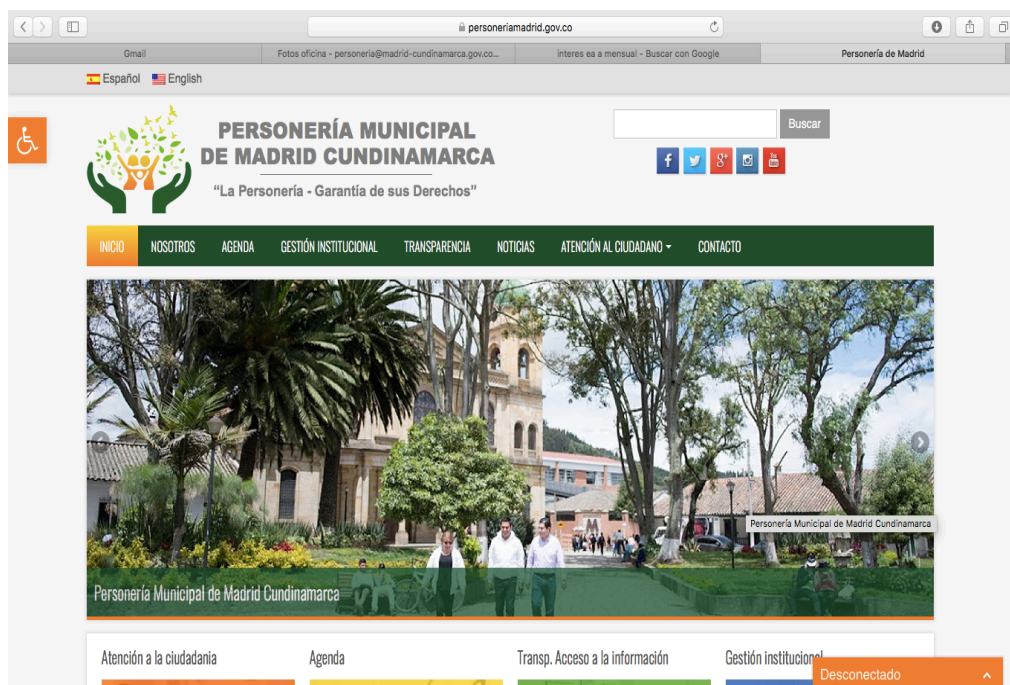 personeriamadrid.gov.co
Gmail
Fotos oficina - personeria@madrid-cundinamarca.gov.co...
interes ea a mensual - Buscar con Google
Personería de Madrid
Español
English
Buscar
PERSONERÍA MUNICIPAL
DE MADRID CUNDINAMARCA
“La Personería - Garantía de sus Derechos”
INICIO
NOSOTROS
AGENDA
GESTIÓN INSTITUCIONAL
TRANSPARENCIA
NOTICIAS
ATENCIÓN AL CIUDADANO
CONTACTO
Personería Municipal de Madrid Cundinamarca
Personería Municipal de Madrid Cundinamarca
Atención a la ciudadania
Agenda
Transp. Acceso a la información
Gestión institucional
Desconectado